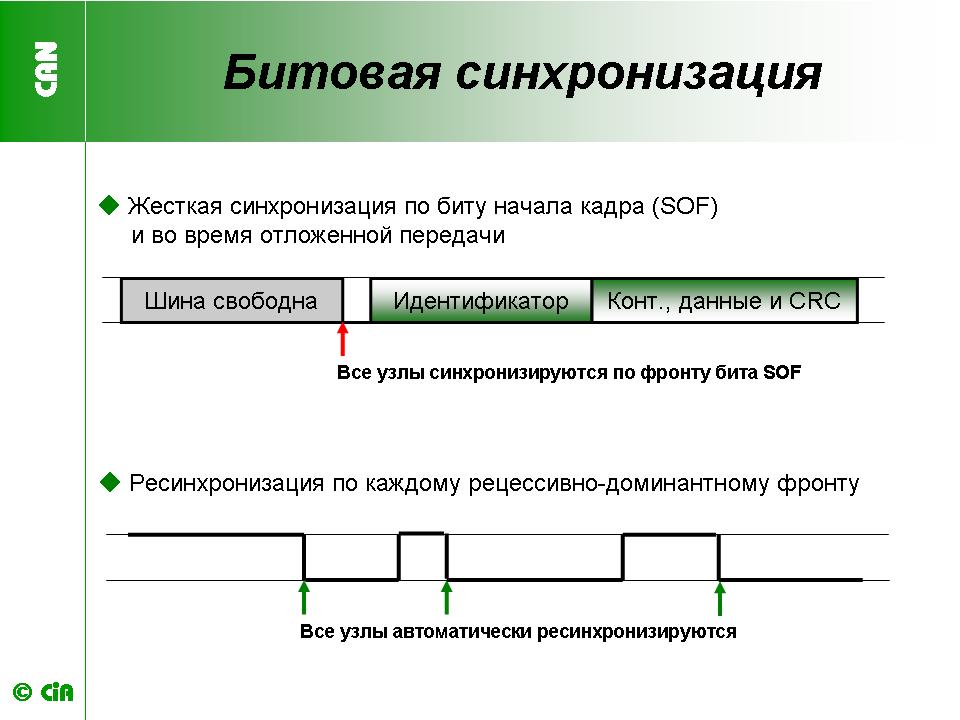 CAN
Битовая синхронизация
Жесткая синхронизация по биту начала кадра (SOF)
и во время отложенной передачи
Шина свободна
Идентификатор
Конт., данные и CRC
Все узлы синхронизируются по фронту бита SOF
Ресинхронизация по каждому рецессивно-доминантному фронту
Все узлы автоматически ресинхронизируются
© CiA